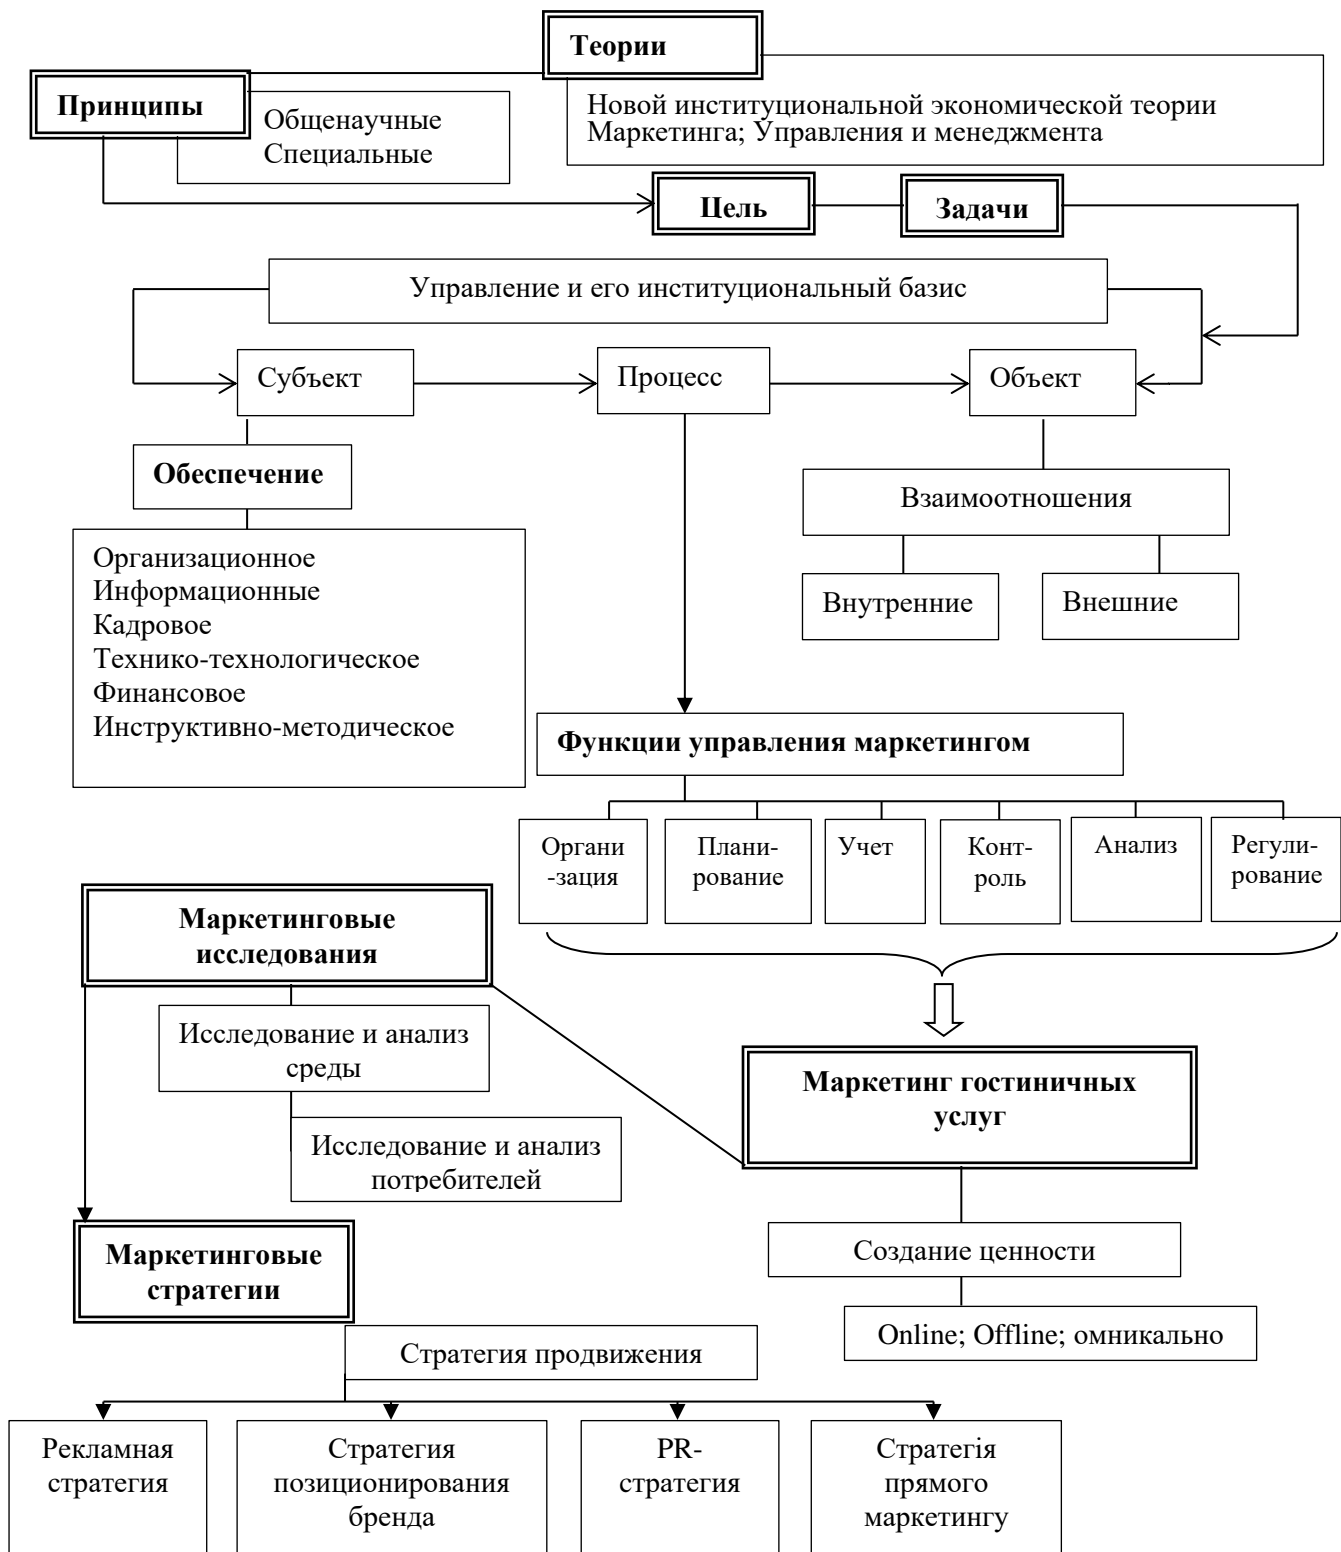 Теории
Принципы
Новой институциональной экономической теории
Маркетинга; Управления и менеджмента
Общенаучные
Специальные
Цель
Задачи
Управление и его институциональный базис
Субъект
Процесс
Объект
Обеспечение
Взаимоотношения
Организационное
Информационные
Кадровое
Технико-технологическое
Финансовое
Инструктивно-методическое
Внутренние
Внешние
Функции управления маркетингом
Органи
-зация
Плани-
рование
Учет
Конт-
роль
Анализ
Регули-
рование
Маркетинговые
исследования
Исследование и анализ
среды
Исследование и анализ
потребителей
Маркетинг гостиничных
услуг
Создание ценности
Online; Offline; омникально
Маркетинговые
стратегии
Стратегия продвижения
Рекламная
стратегия
Стратегия
позиционирования
бренда
PR-
стратегия
Стратегія
прямого
маркетингу